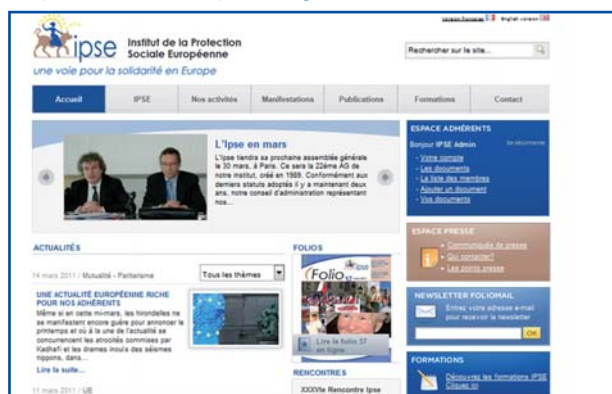 version française English version
ipse Institut de la Protection
Sociale Européenne
une voie pour la solidarité en Europe
Rechercher sur le site...
Accueil IPSE Nos activités Manifestations Publications Formations Contact
L'Ipse en mars
L'Ipse tiendra sa prochaine assemblée générale
le 30 mars, à Paris. Ce sera la 22ème AG de
notre institut, créé en 1989. Conformément aux
derniers statuts adoptés il y a maintenant deux
ans, notre conseil d'administration représentant
nos...
ESPACE ADHÉRENTS
Bonjour IPSE Admin Se déconnecter
- Votre compte
- Les documents
- La liste des membres
- Ajouter un document
- Vos documents
ESPACE PRESSE
Communiqués de presse
Qui contacter?
Les points presse
ACTUALITÉS
14 mars 2011 / Mutualité - Paritarisme
Tous les thèmes
UNE ACTUALITÉ EUROPÉENNE RICHE
POUR NOS ADHÉRENTS
Même si en cette mi-mars, les hirondelles ne
se manifestent encore guère pour annoncer le
printemps et où à la une de l'actualité se
concurrencent les atrocités commises par
Kadhafi et les drames inouïs des séismes
nippons, dans...
Lire la suite...
11 mars 2011 / UE
FOLIOS
ipse
Folio
Lire le folio 57
en ligne
RENCONTRES
XXXVIe Rencontre Ipse
NEWSLETTER FOLIOMAIL
Entrez votre adresse e-mail
pour recevoir la newsletter
OK
FORMATIONS
Découvrez les formations IPSE
Cliquez ici